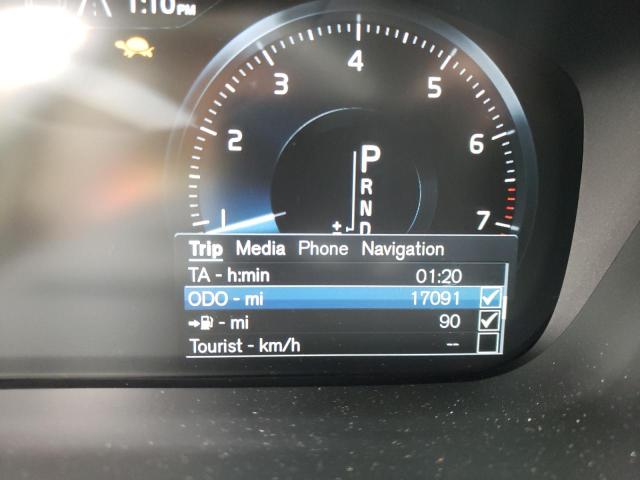 1:10 PM
4
3
5
2
6
P
R
N
D
7
Trip Media Phone Navigation
TA - h:min 01:20
ODO - mi 17091
- mi 90
Tourist - km/h --